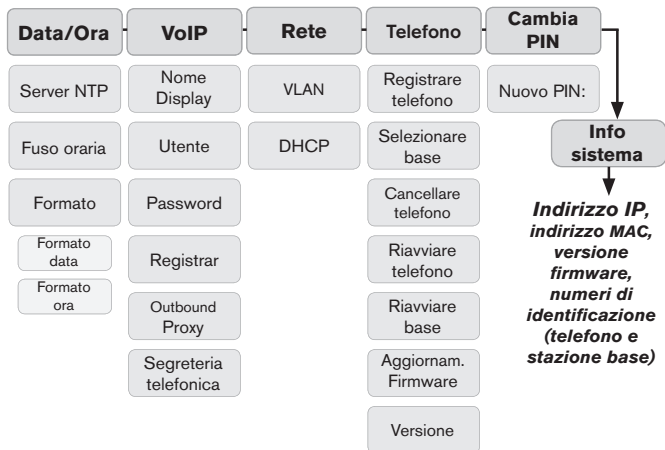 Data/Ora
Server NTP
Fuso oraria
Formato
Formato
data
Formato
ora
VoIP
Nome
Display
Utente
Password
Registrar
Outbound
Proxy
Segreteria
telefonica
Rete
VLAN
DHCP
Telefono
Registrare
telefono
Selezionare
base
Cancellare
telefono
Riavviare
telefono
Riavviare
base
Aggiornam.
Firmware
Versione
Cambia
PIN
Nuovo PIN:
Info
sistema
Indirizzo IP,
indirizzo MAC,
versione
firmware,
numeri di
identificazione
(telefono e
stazione base)